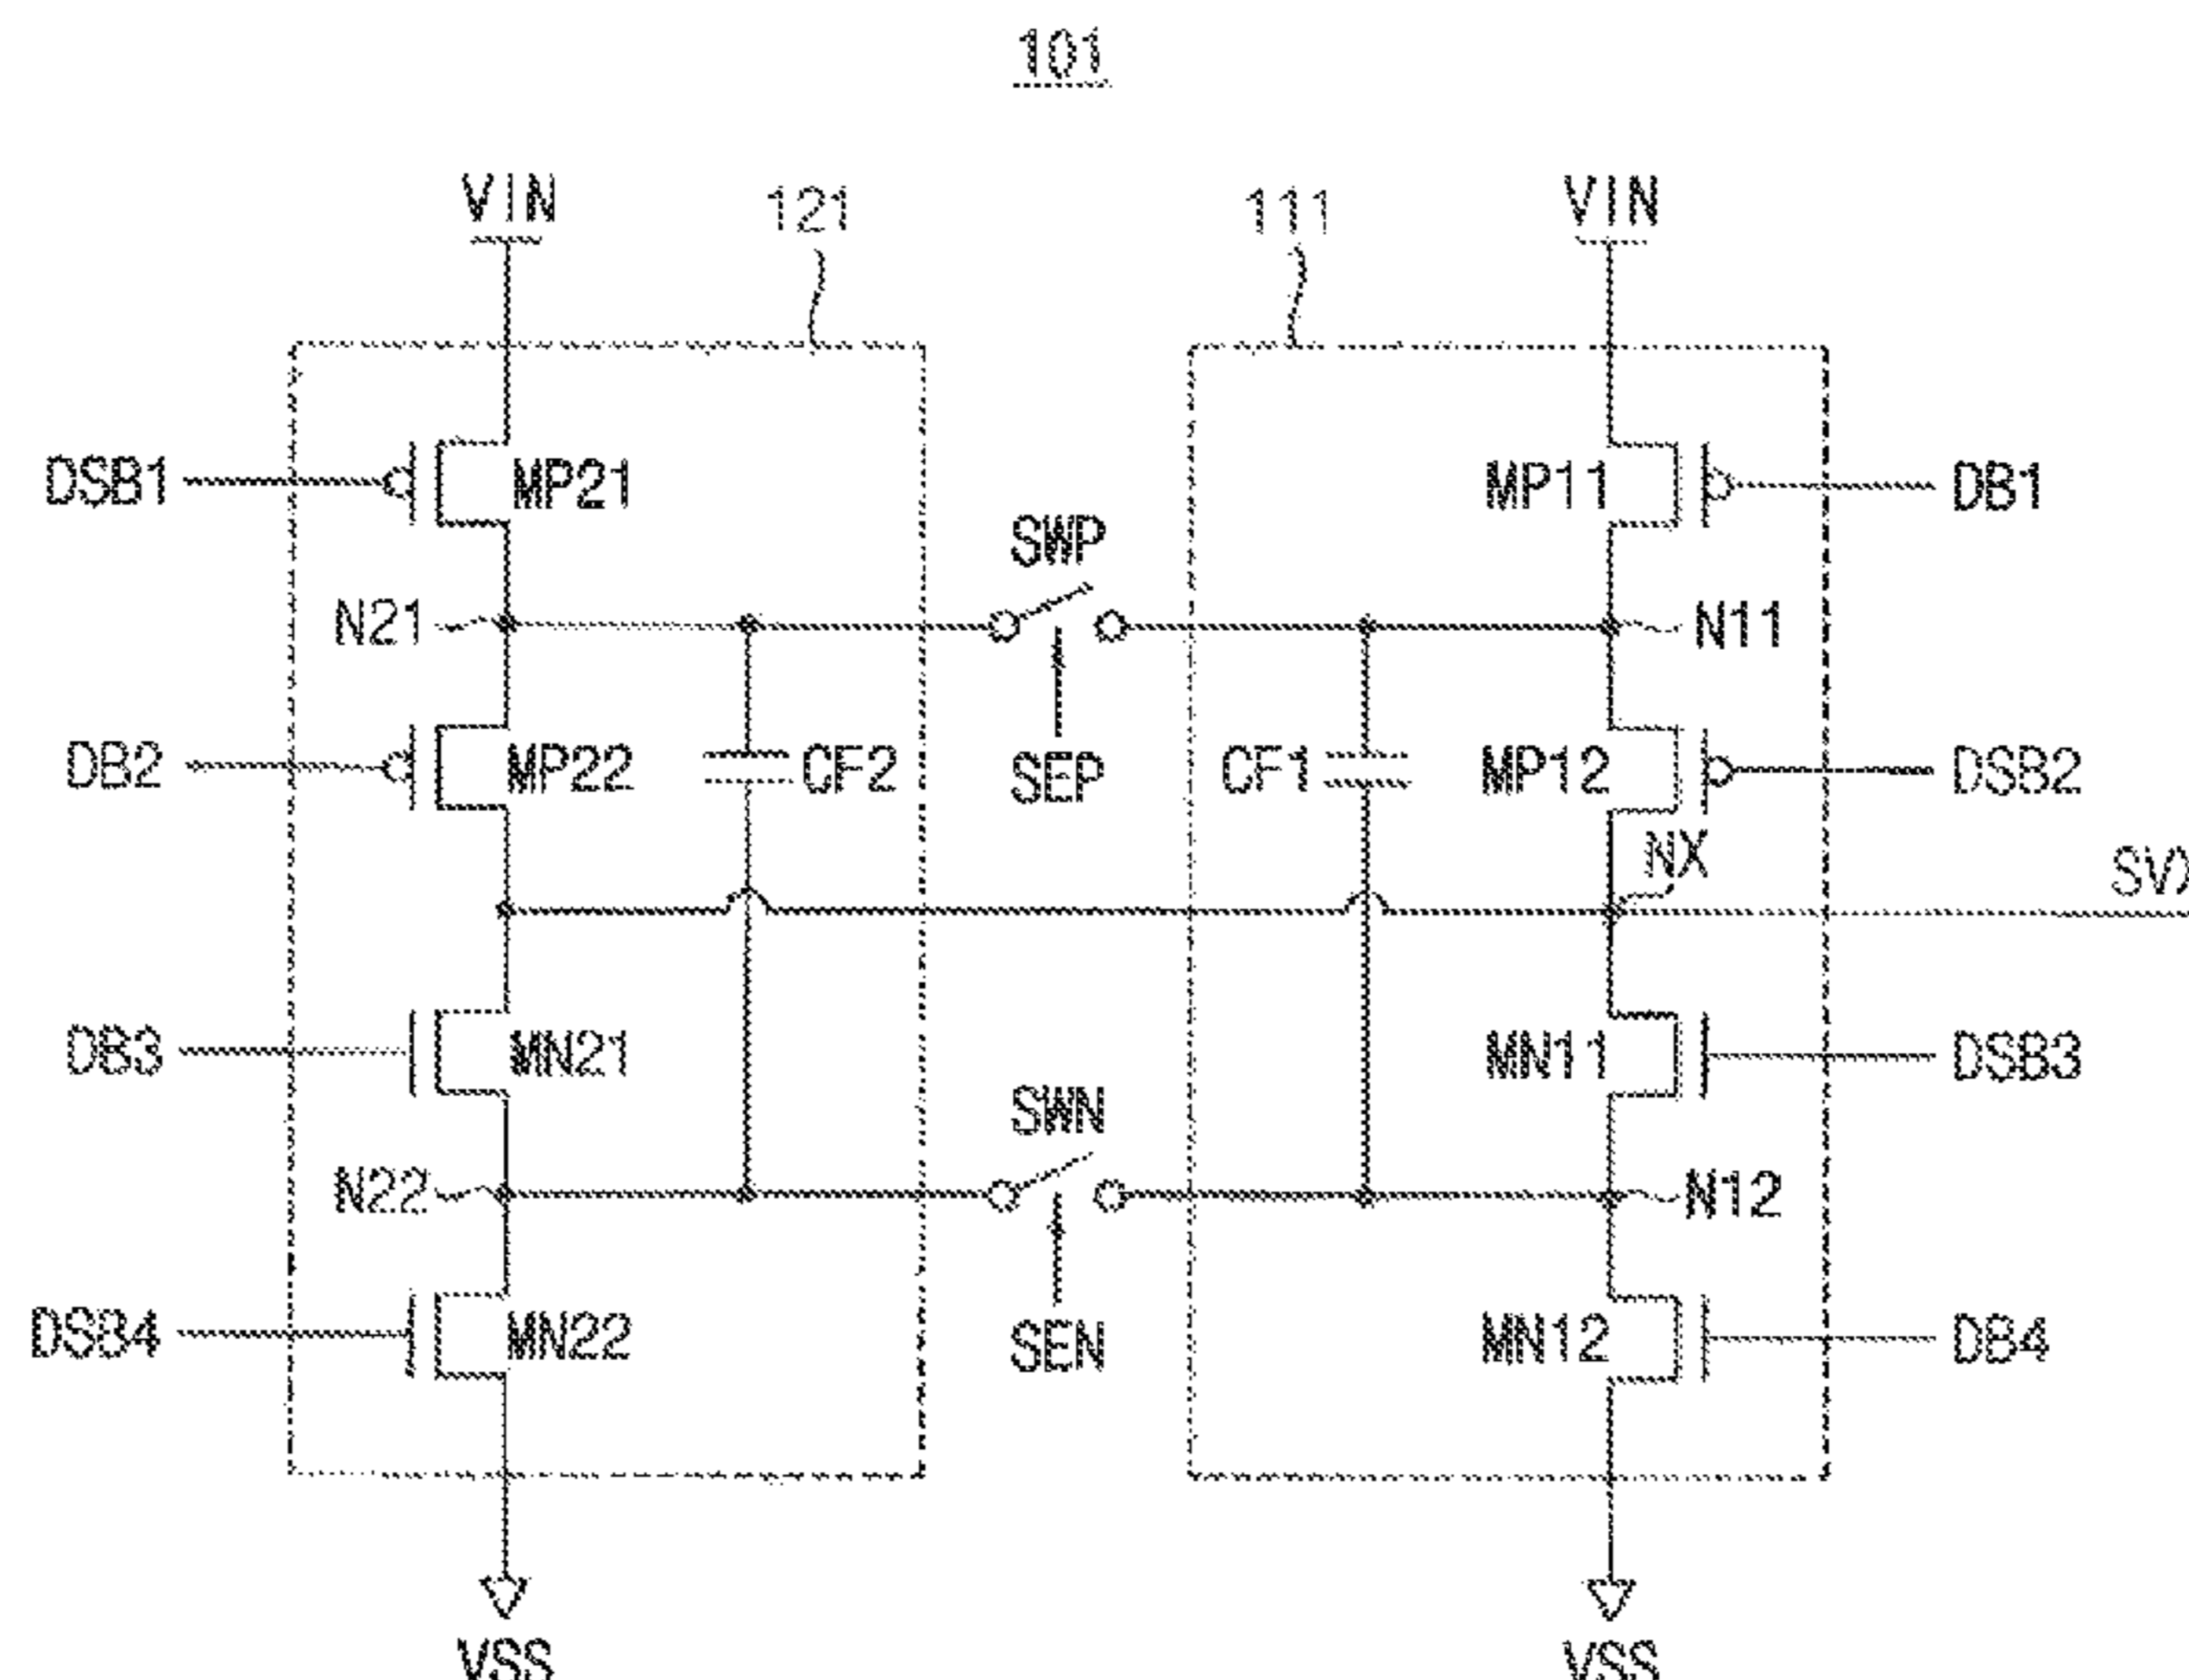 101
VIN 121 111 VIN
DSB1 MP21 MP11 DB1
SWP
N21 N11
DB2 MP22 CF2 SEP CF1 MP12 DSB2
NX
DB3 MN21 MN11 DSB3
SWN
N22 N12
DSB4 MN22 SEN MN12 DB4
VSS VSS